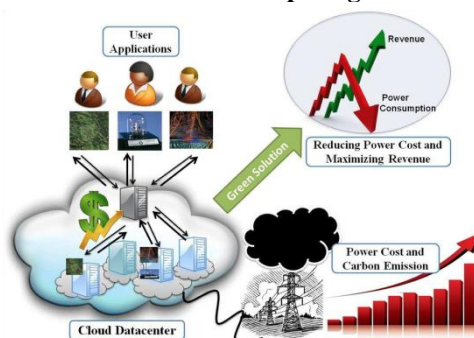 User
Applications
Revenue
Power
Consumption
Reducing Power Cost and
Maximizing Revenue
Green Solution
$
Power Cost and
Carbon Emission
Cloud Datacenter